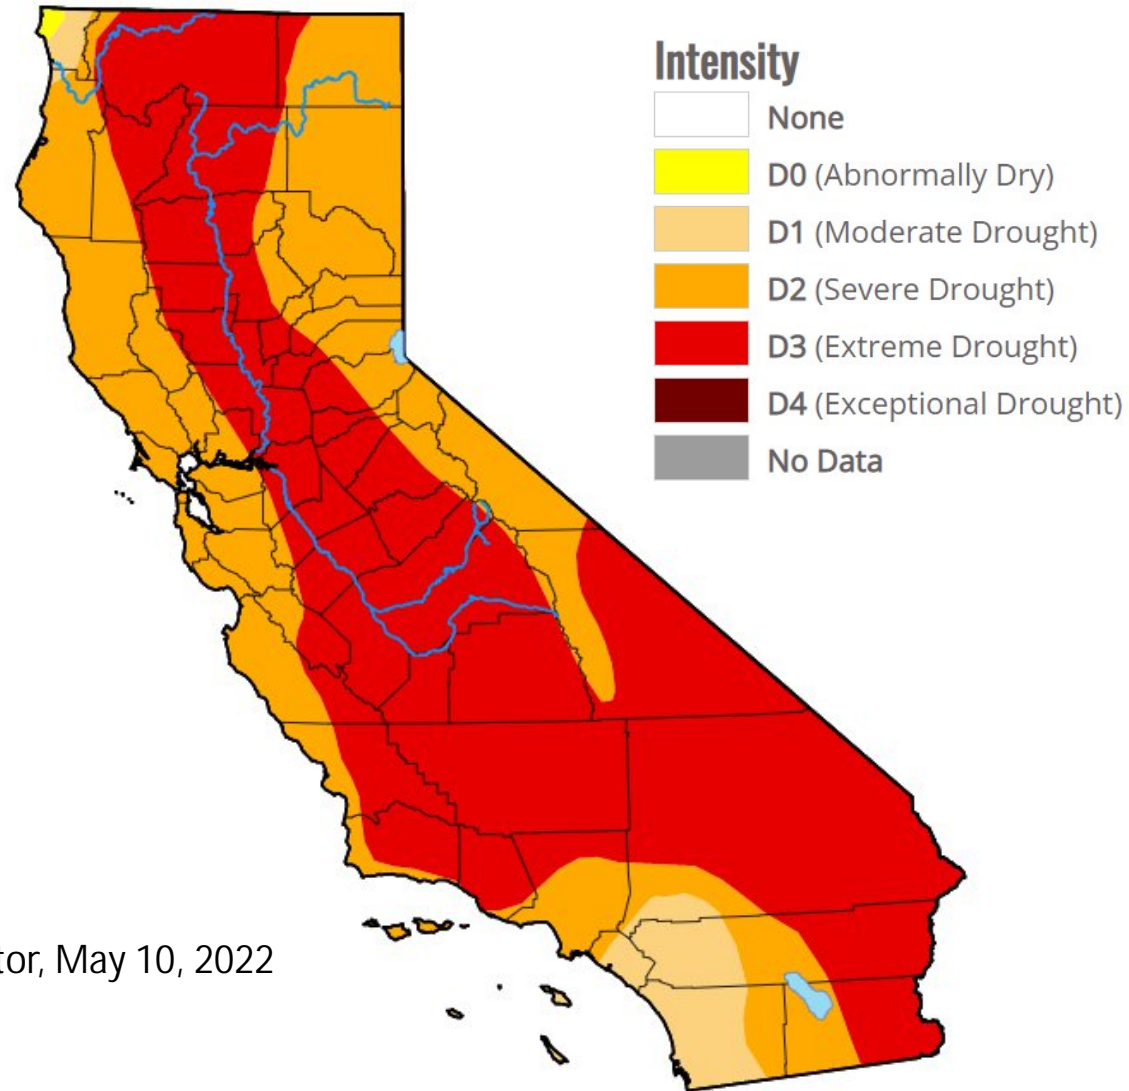 Intensity
None
D0 (Abnormally Dry)
D1 (Moderate Drought)
D2 (Severe Drought)
D3 (Extreme Drought)
D4 (Exceptional Drought)
No Data
May 10, 2022